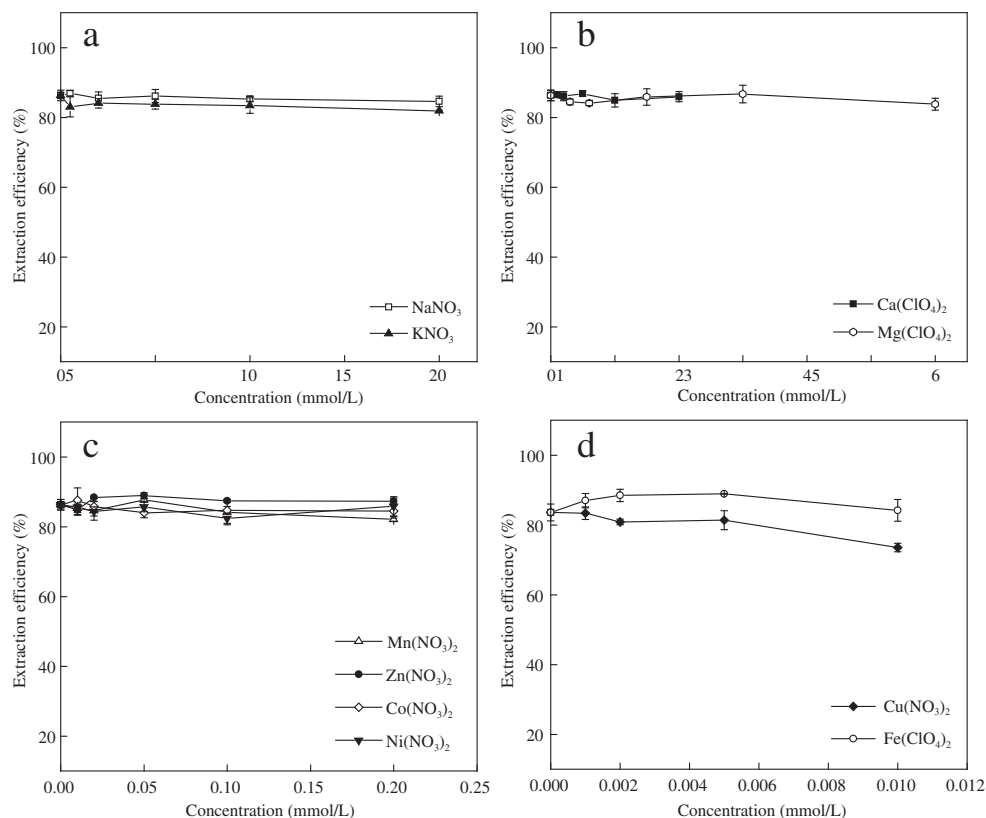 a
100
80
60
40
20
Extraction efficiency (%)
NaNO₃
KNO₃
05 10 15 20
Concentration (mmol/L)
b
100
80
60
40
20
Extraction efficiency (%)
Ca(ClO₄)₂
Mg(ClO₄)₂
01 23 45 6
Concentration (mmol/L)
c
100
80
60
40
20
Extraction efficiency (%)
Mn(NO₃)₂
Zn(NO₃)₂
Co(NO₃)₂
Ni(NO₃)₂
0.00 0.05 0.10 0.15 0.20 0.25
Concentration (mmol/L)
d
100
80
60
40
20
Extraction efficiency (%)
Cu(NO₃)₂
Fe(ClO₄)₂
0.000 0.002 0.004 0.006 0.008 0.010 0.012
Concentration (mmol/L)